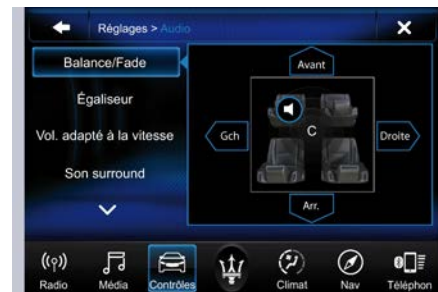 Réglages > Audio
Balance/Fade
Égaliseur
Vol. adapté à la vitesse
Son surround
Avant
Gch
C
Droite
Arr.
Radio
Média
Contrôles
Climat
Nav
Téléphon